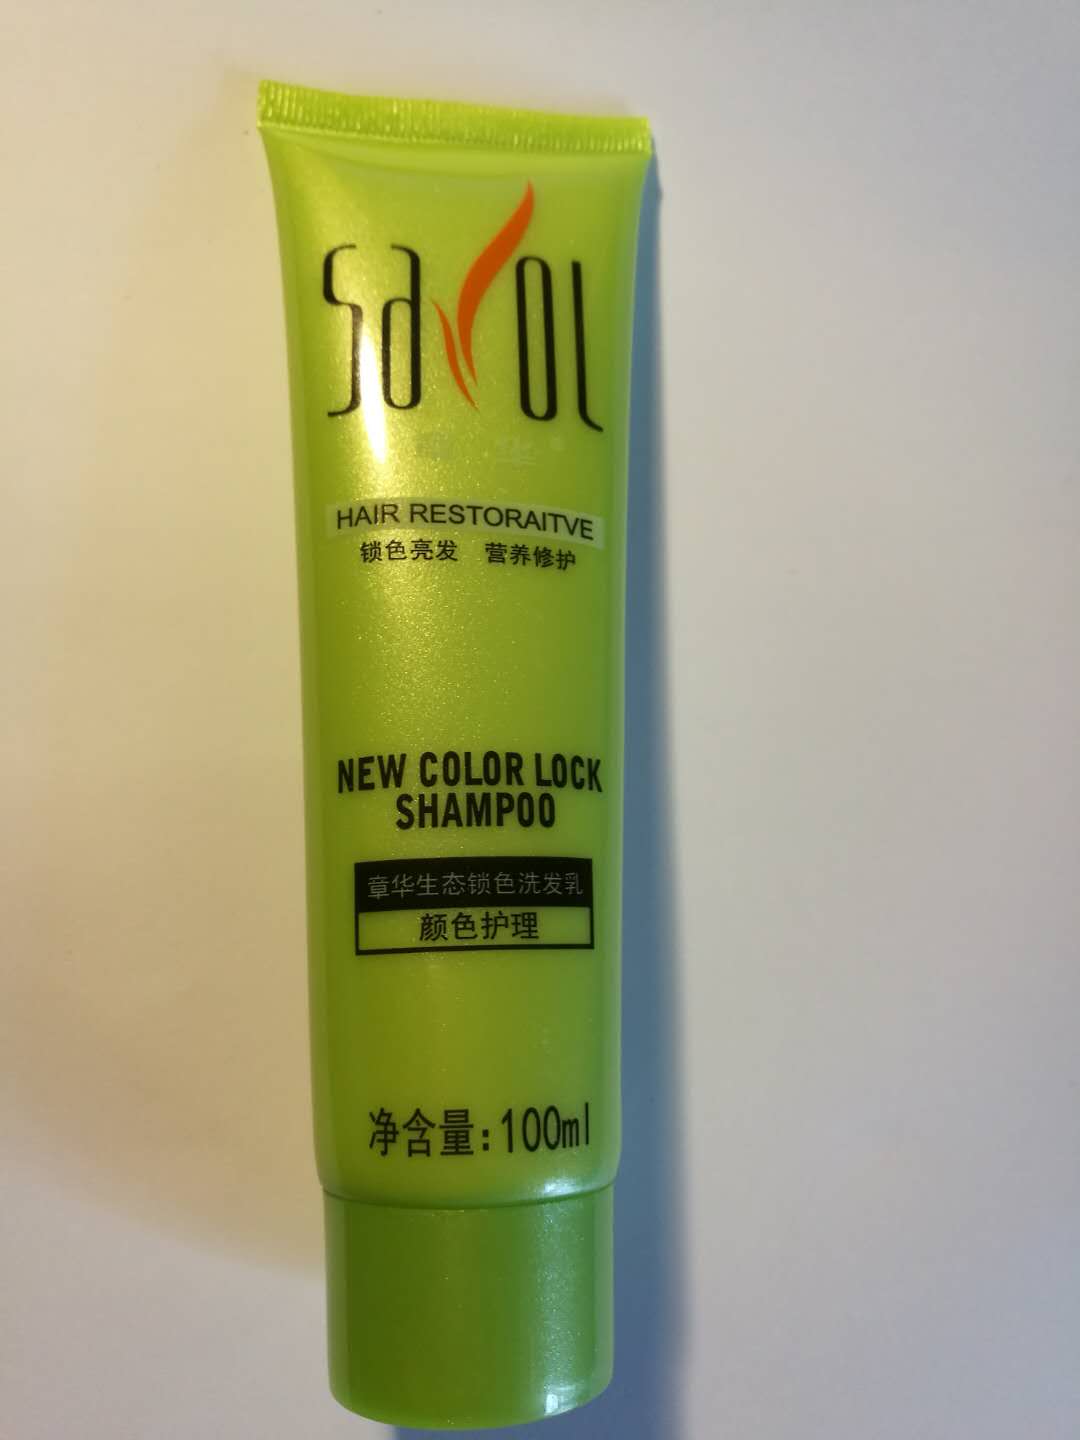 savol
华
HAIR RESTORAITVE
锁色亮发 营养修护
NEW COLOR LOCK
SHAMPOO
章华生态锁色洗发乳
颜色护理
净含量:100ml